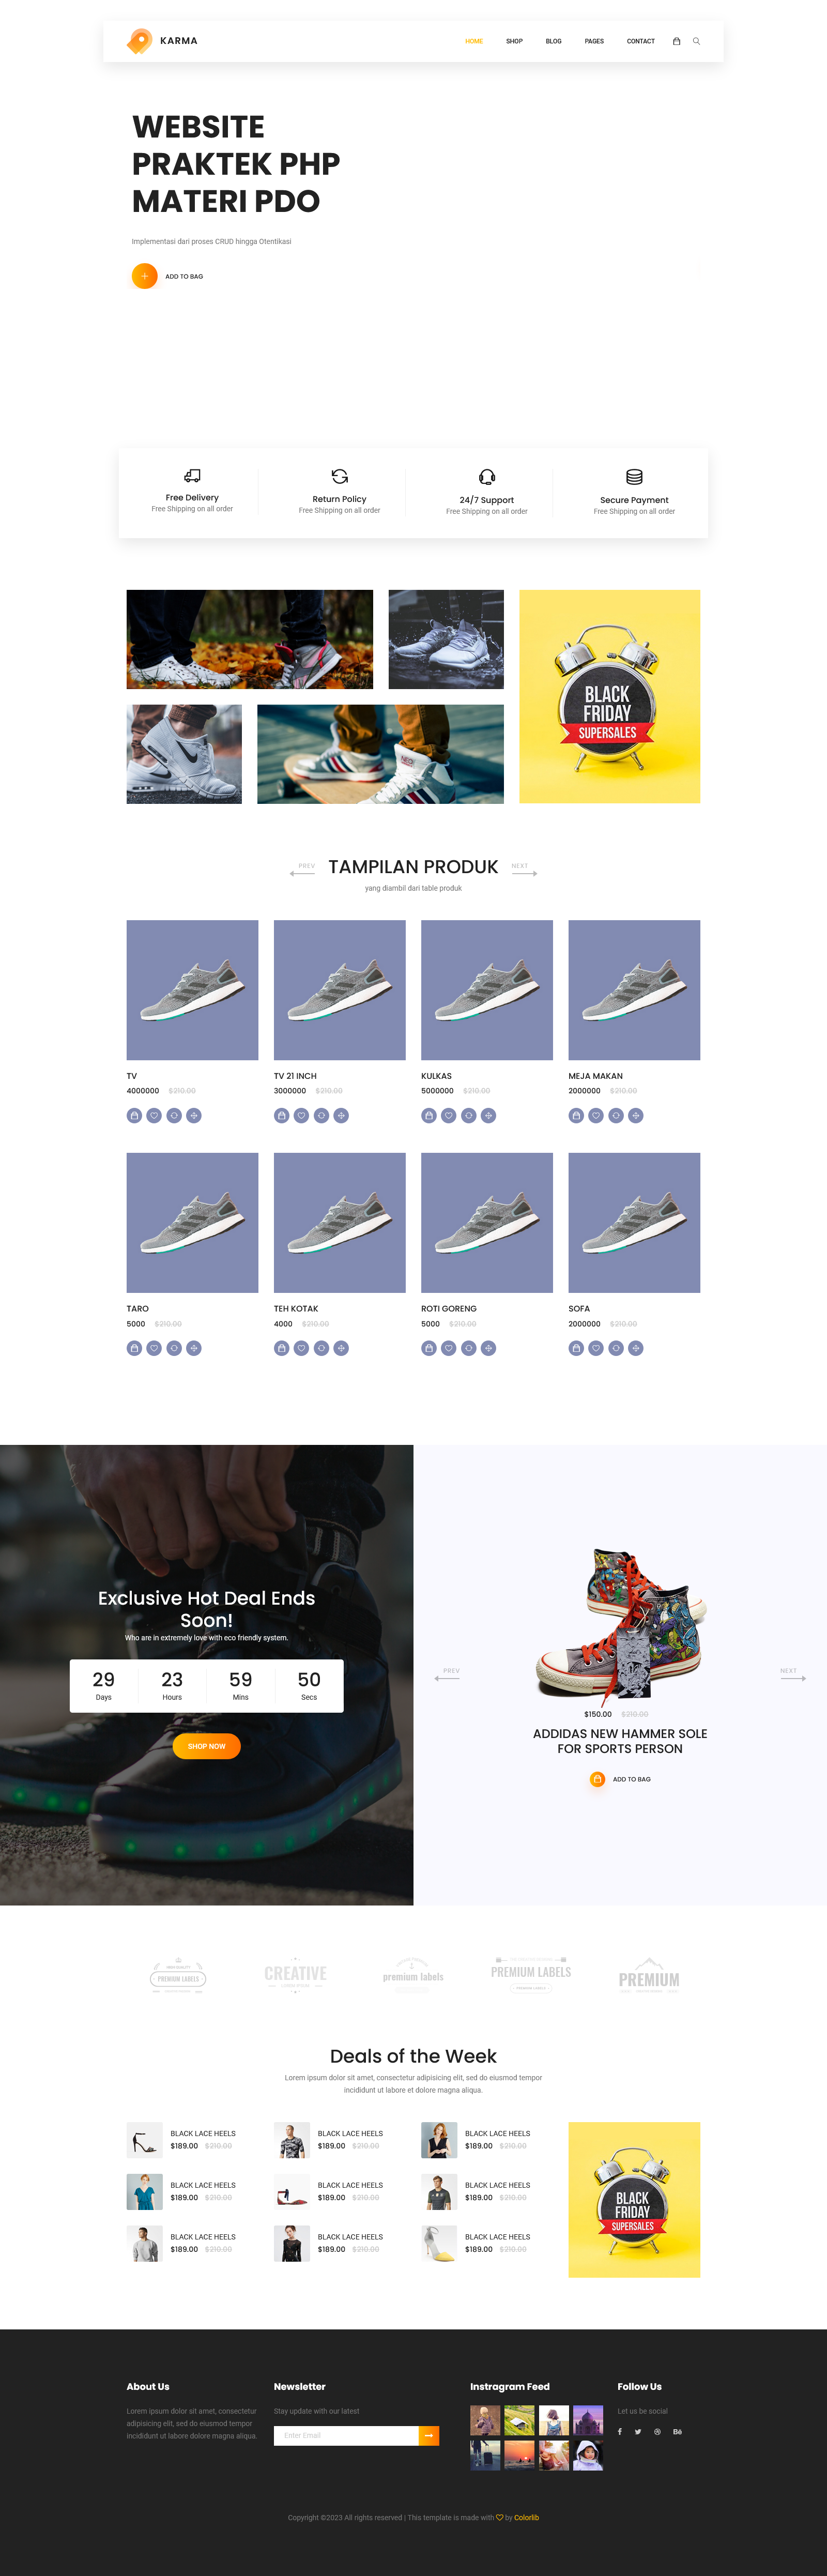 KARMA
HOME
SHOP
BLOG
PAGES
CONTACT
WEBSITE
PRAKTEK PHP
MATERI PDO
Implementasi dari proses CRUD hingga Otentikasi
ADD TO BAG
Free Delivery
Free Shipping on all order
Return Policy
Free Shipping on all order
24/7 Support
Free Shipping on all order
Secure Payment
Free Shipping on all order
BLACK
FRIDAY
SUPERSALES
PREV
TAMPILAN PRODUK
NEXT
yang diambil dari table produk
TV
4000000 $210.00
TV 21 INCH
3000000 $210.00
KULKAS
5000000 $210.00
MEJA MAKAN
2000000 $210.00
TARO
5000 $210.00
TEH KOTAK
4000 $210.00
ROTI GORENG
5000 $210.00
SOFA
2000000 $210.00
Exclusive Hot Deal Ends
Soon!
Who are in extremely love with eco friendly system.
29
Days
23
Hours
59
Mins
50
Secs
SHOP NOW
PREV
NEXT
$150.00 $210.00
ADDIDAS NEW HAMMER SOLE
FOR SPORTS PERSON
ADD TO BAG
PREMIUM LABELS
CREATIVE
premium labels
PREMIUM LABELS
PREMIUM
Deals of the Week
Lorem ipsum dolor sit amet, consectetur adipisicing elit, sed do eiusmod tempor
incididunt ut labore et dolore magna aliqua.
BLACK LACE HEELS
$189.00 $210.00
BLACK LACE HEELS
$189.00 $210.00
BLACK LACE HEELS
$189.00 $210.00
BLACK LACE HEELS
$189.00 $210.00
BLACK LACE HEELS
$189.00 $210.00
BLACK LACE HEELS
$189.00 $210.00
BLACK LACE HEELS
$189.00 $210.00
BLACK LACE HEELS
$189.00 $210.00
BLACK LACE HEELS
$189.00 $210.00
BLACK
FRIDAY
SUPERSALES
About Us
Lorem ipsum dolor sit amet, consectetur
adipisicing elit, sed do eiusmod tempor
incididunt ut labore dolore magna aliqua.
Newsletter
Stay update with our latest
Enter Email
Instragram Feed
Follow Us
Let us be social
Copyright ©2023 All rights reserved | This template is made with ♡ by Colorlib